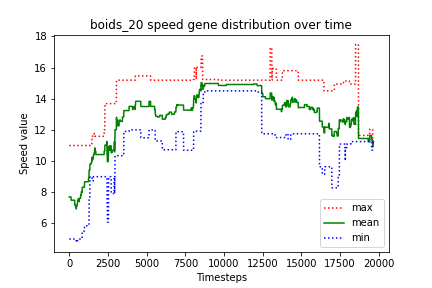 boids_20 speed gene distribution over time
Speed value
18
16
14
12
10
8
6
0
2500
5000
7500
10000
12500
15000
17500
20000
Timesteps
max
mean
min